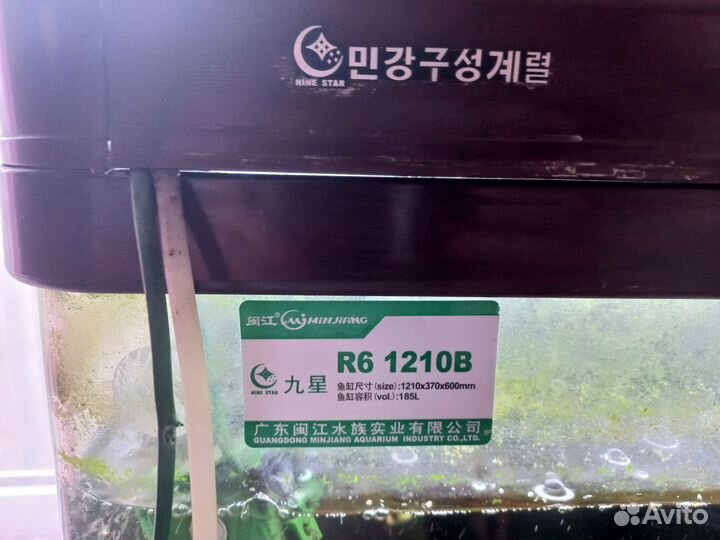 민강구성계렬
NINE STAR
闽江® MJ MINJIANG
R6 1210B
九星
NINE STAR
鱼缸尺寸(size):1210x370x600mm
鱼缸容积(vol.):185L
广东闽江水族实业有限公司
GUANGDONG MINJIANG AQUARIUM INDUSTRY CO.,LTD.
Avito